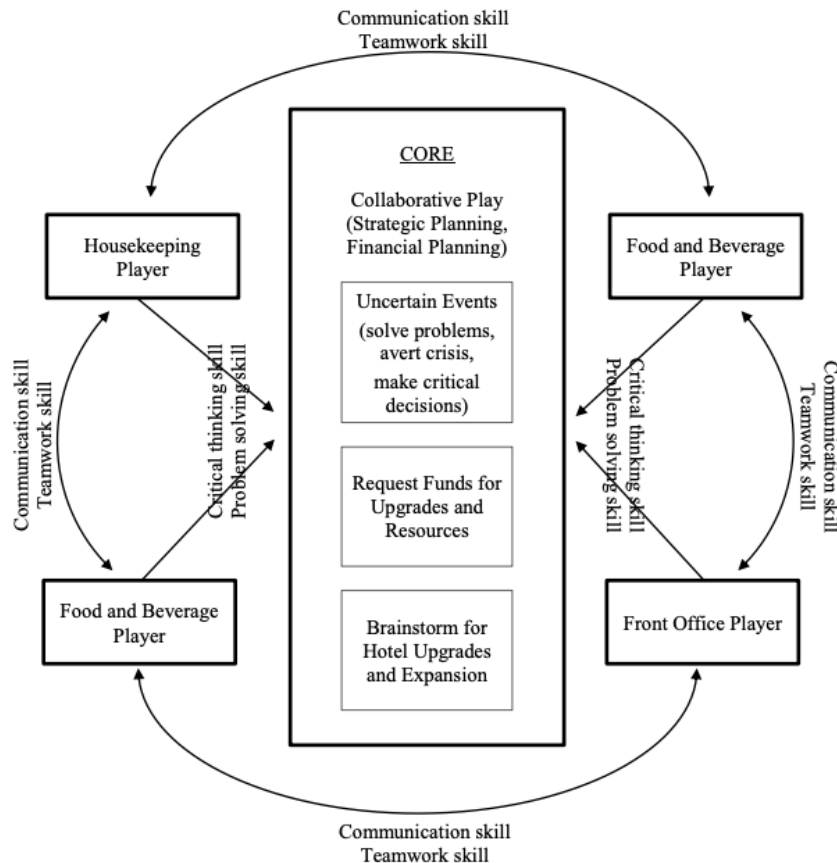 Communication skill
Teamwork skill
CORE
Collaborative Play
(Strategic Planning,
Financial Planning)
Housekeeping
Player
Food and Beverage
Player
Uncertain Events
(solve problems,
avert crisis,
make critical
decisions)
Communication skill
Teamwork skill
Critical thinking skill
Problem solving skill
Critical thinking skill
Problem solving skill
Communication skill
Teamwork skill
Request Funds for
Upgrades and
Resources
Food and Beverage
Player
Front Office Player
Brainstorm for
Hotel Upgrades
and Expansion
Communication skill
Teamwork skill